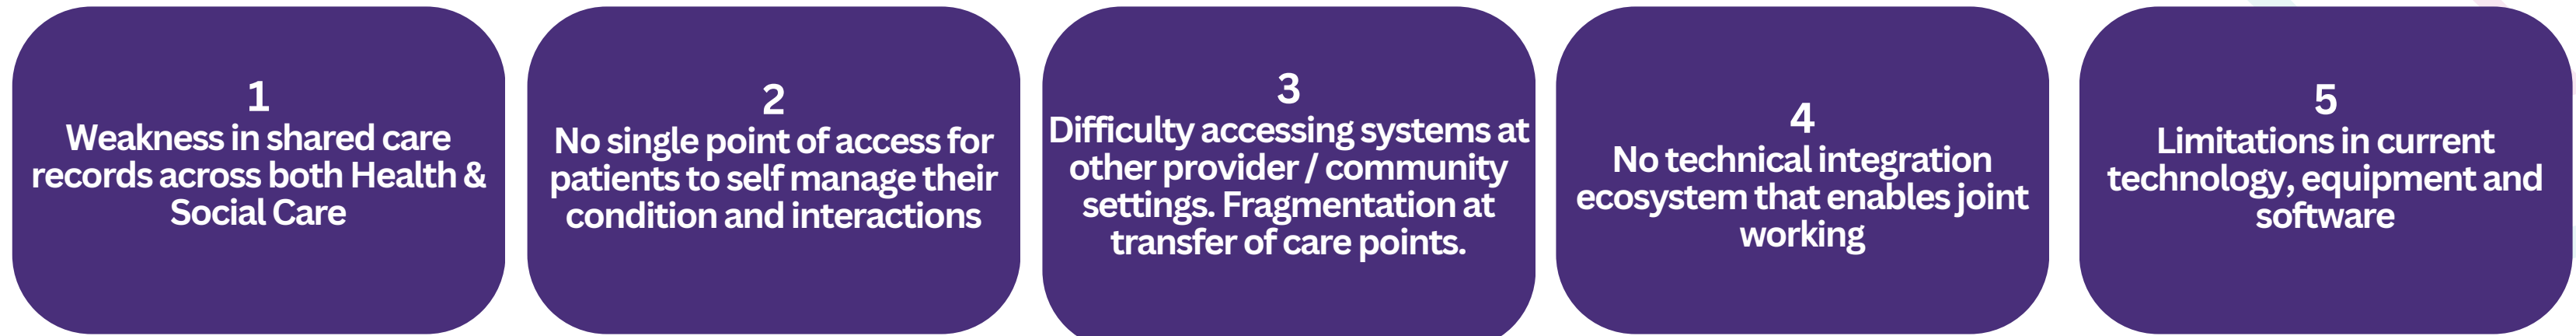 1
Weakness in shared care
records across both Health &
Social Care
2
No single point of access for
patients to self manage their
condition and interactions
3
Difficulty accessing systems at
other provider / community
settings. Fragmentation at
transfer of care points.
4
No technical integration
ecosystem that enables joint
working
5
Limitations in current
technology, equipment and
software